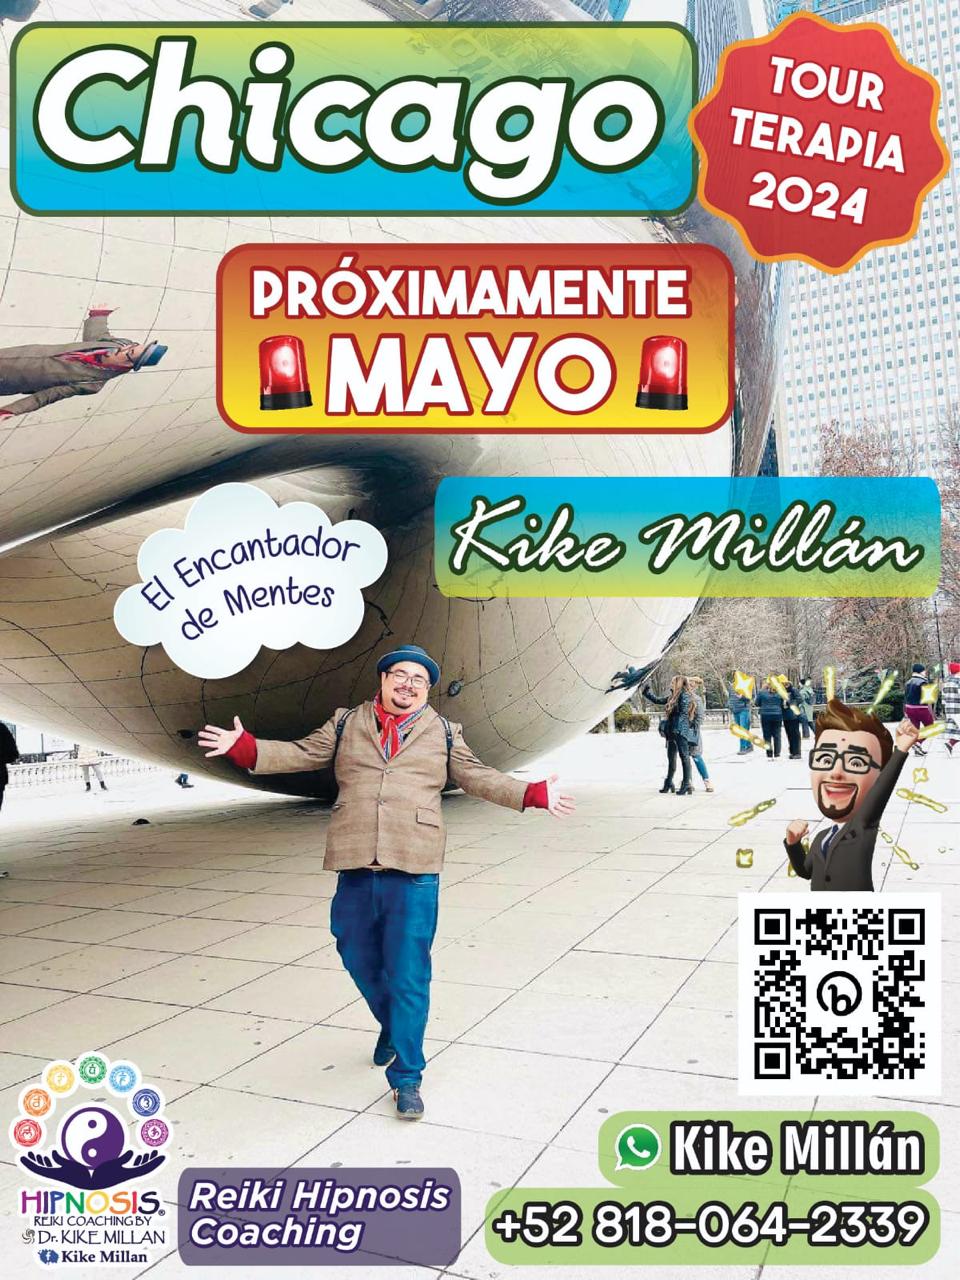 Chicago
TOUR
TERAPIA
2024
PRÓXIMAMENTE
MAYO
Kike Millán
El Encantador
de Mentes
b
Kike Millán
+52 818-064-2339
Reiki Hipnosis
Coaching
HIPNOSIS®
REIKI COACHING BY
Dr. KIKE MILLAN
Kike Millan